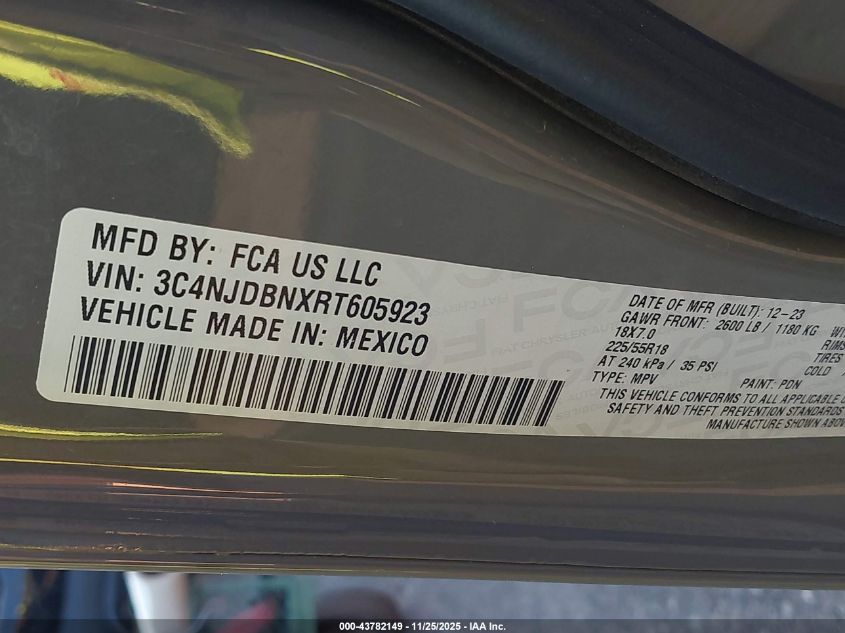 MFD BY: FCA US LLC
VIN: 3C4NJDBNXRT605923
VEHICLE MADE IN: MEXICO
DATE OF MFR (BUILT): 12-23
GAWR FRONT: 2600 LB / 1180 KG
18X7.0
RIMS
225/55R18
TIRES
AT 240 kPa / 35 PSI
COLD
TYPE: MPV
PAINT: PDN
THIS VEHICLE CONFORMS TO ALL APPLICABLE
SAFETY AND THEFT PREVENTION STANDARDS
MANUFACTURE SHOWN ABOV
000-43782149 - 11/25/2025 - IAA Inc.